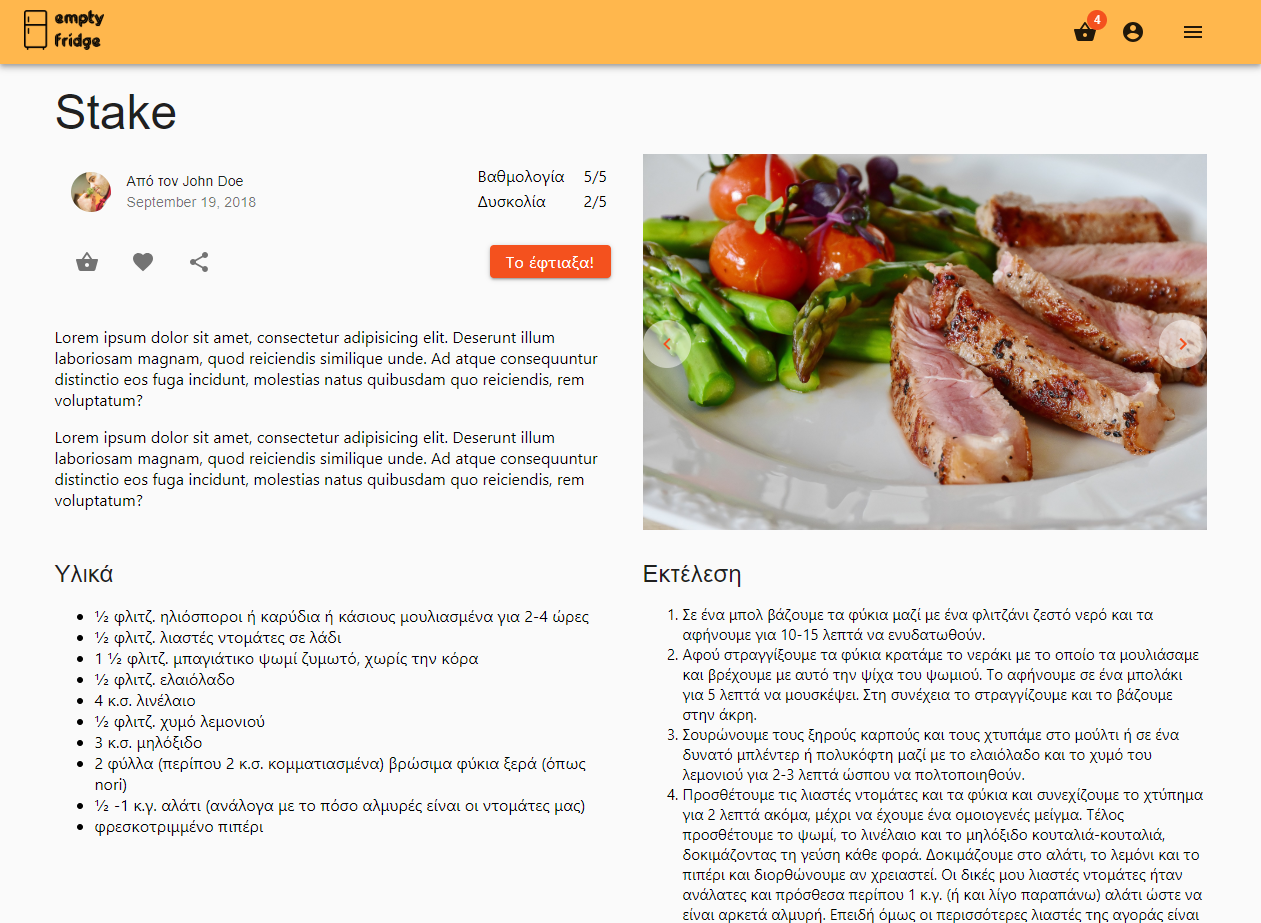 empty
fridge
4
Stake
Από τον John Doe
September 19, 2018
Βαθμολογία 5/5
Δυσκολία 2/5
Το έφτιαξα!
Lorem ipsum dolor sit amet, consectetur adipisicing elit. Deserunt illum
laboriosam magnam, quod reiciendis similique unde. Ad atque consequuntur
distinctio eos fuga incidunt, molestias natus quibusdam quo reiciendis, rem
voluptatum?
Lorem ipsum dolor sit amet, consectetur adipisicing elit. Deserunt illum
laboriosam magnam, quod reiciendis similique unde. Ad atque consequuntur
distinctio eos fuga incidunt, molestias natus quibusdam quo reiciendis, rem
voluptatum?
Υλικά
½ φλιτζ. ηλιόσποροι ή καρύδια ή κάσιους μουλιασμένα για 2-4 ώρες
½ φλιτζ. λιαστές ντομάτες σε λάδι
1 ½ φλιτζ. μπαγιάτικο ψωμί ζυμωτό, χωρίς την κόρα
½ φλιτζ. ελαιόλαδο
4 κ.σ. λινέλαιο
½ φλιτζ. χυμό λεμονιού
3 κ.σ. μηλόξιδο
2 φύλλα (περίπου 2 κ.σ. κομματιασμένα) βρώσιμα φύκια ξερά (όπως
nori)
½ -1 κ.γ. αλάτι (ανάλογα με το πόσο αλμυρές είναι οι ντομάτες μας)
φρεσκοτριμμένο πιπέρι
Εκτέλεση
1. Σε ένα μπολ βάζουμε τα φύκια μαζί με ένα φλιτζάνι ζεστό νερό και τα
αφήνουμε για 10-15 λεπτά να ενυδατωθούν.
2. Αφού στραγγίξουμε τα φύκια κρατάμε το νεράκι με το οποίο τα μουλιάσαμε
και βρέχουμε με αυτό την ψίχα του ψωμιού. Το αφήνουμε σε ένα μπολάκι
για 5 λεπτά να μουσκέψει. Στη συνέχεια το στραγγίζουμε και το βάζουμε
στην άκρη.
3. Σουρώνουμε τους ξηρούς καρπούς και τους χτυπάμε στο μούλτι ή σε ένα
δυνατό μπλέντερ ή πολυκόφτη μαζί με το ελαιόλαδο και το χυμό του
λεμονιού για 2-3 λεπτά ώσπου να πολτοποιηθούν.
4. Προσθέτουμε τις λιαστές ντομάτες και τα φύκια και συνεχίζουμε το χτύπημα
για 2 λεπτά ακόμα, μέχρι να έχουμε ένα ομοιογενές μείγμα. Τέλος
προσθέτουμε το ψωμί, το λινέλαιο και το μηλόξιδο κουταλιά-κουταλιά,
δοκιμάζοντας τη γεύση κάθε φορά. Δοκιμάζουμε στο αλάτι, το λεμόνι και το
πιπέρι και διορθώνουμε αν χρειαστεί. Οι δικές μου λιαστές ντομάτες ήταν
ανάλατες και πρόσθεσα περίπου 1 κ.γ. (ή και λίγο παραπάνω) αλάτι ώστε να
είναι αρκετά αλμυρή. Επειδή όμως οι περισσότερες λιαστές της αγοράς είναι